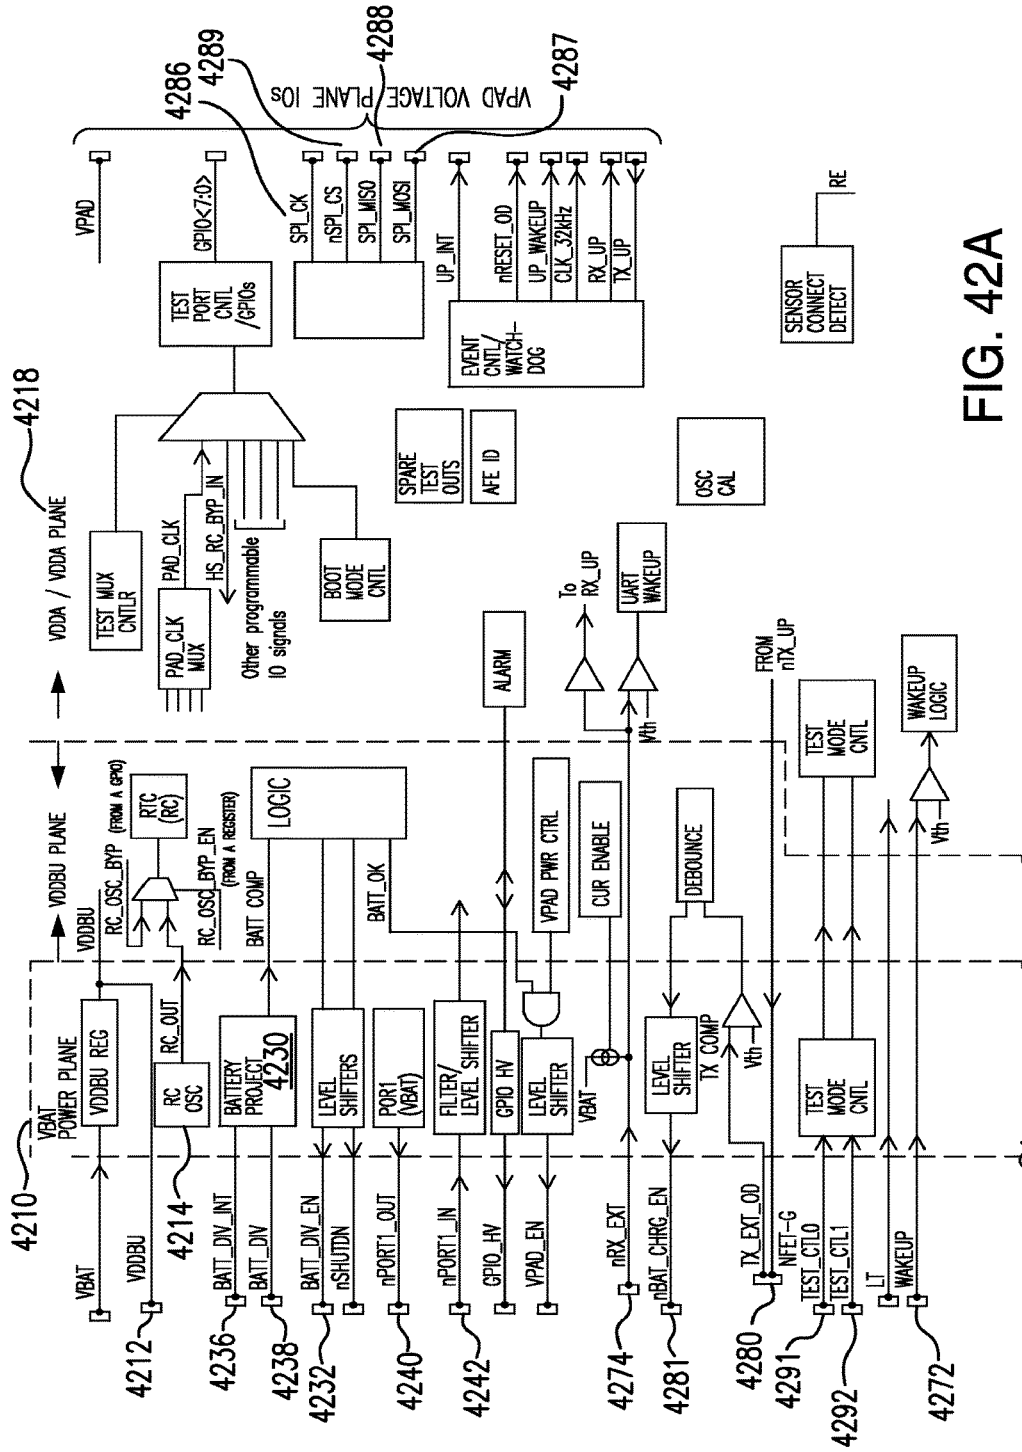 4210
4212
4214
4236
4238
4232
4240
4242
4274
4281
4280
4291
4292
4272
VBAT
VDDBU
BATT_DIV_INT
BATT_DIV
BATT_DIV_EN
nSHUTDN
nPORT1_OUT
nPORT1_IN
GPIO_HV
VPAD_EN
nRX_EXT
nBAT_CHRG_EN
TX_EXT_OD
NFET-G
TEST_CTL0
TEST_CTL1
LT
WAKEUP
VBAT
POWER PLANE
VDDBU REG
RC
OSC
RC_OUT
BATTERY
PROJECT
4230
LEVEL
SHIFTERS
POR1
(VBAT)
FILTER/
LEVEL SHIFTER
GPIO HV
LEVEL
SHIFTER
VBAT
LEVEL
SHIFTER
TX COMP
Vth
TEST
MODE
CNTL
VDDBU PLANE
VDDBU
RC_OSC_BYP (FROM A GPIO)
RTC
(RC)
RC_OSC_BYP_EN
(FROM A REGISTER)
BATT COMP
LOGIC
BATT_OK
VPAD PWR CTRL
CUR ENABLE
DEBOUNCE
VDDA / VDDA PLANE
4218
TEST MUX
CNTLR
PAD_CLK
MUX
PAD_CLK
HS_RC_BYP_IN
Other programmable
IO signals
BOOT
MODE
CNTL
ALARM
To
RX_UP
UART
WAKEUP
Vth
FROM
nTX_UP
TEST
MODE
CNTL
WAKEUP
LOGIC
Vth
SPARE
TEST
OUTS
AFE ID
OSC
CAL
TEST
PORT
CNTL
/GPIOs
EVENT
CNTL/
WATCH-
DOG
SENSOR
CONNECT
DETECT
RE
VPAD
GPIO<7:0>
SPI_CK
nSPI_CS
SPI_MISO
SPI_MOSI
UP_INT
nRESET_OD
UP_WAKEUP
CLK_32kHz
RX_UP
TX_UP
VPAD VOLTAGE PLANE IOs
4286
4289
4288
4287
FIG. 42A